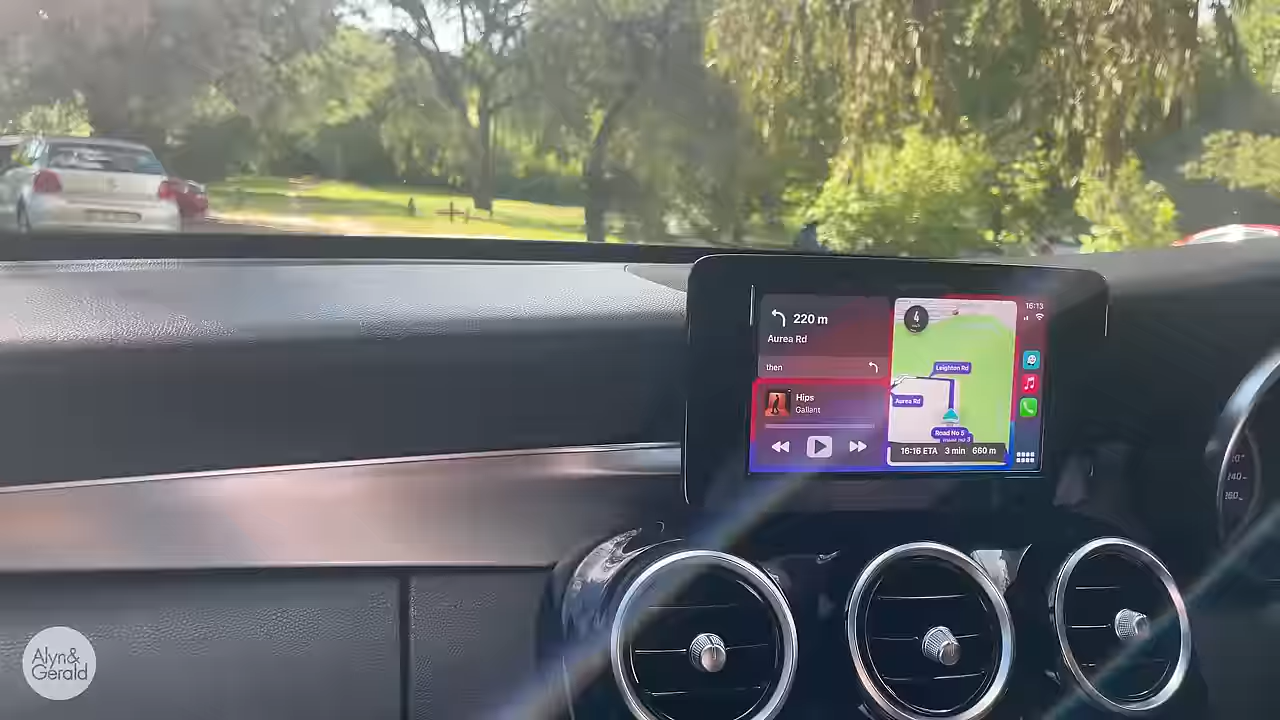 220 m
Aurea Rd
then
Hips
Gallant
4
Leighton Rd
Aurea Rd
Road No 5
16:16 ETA 3 min 660 m
16:13
Alyn&
Gerald